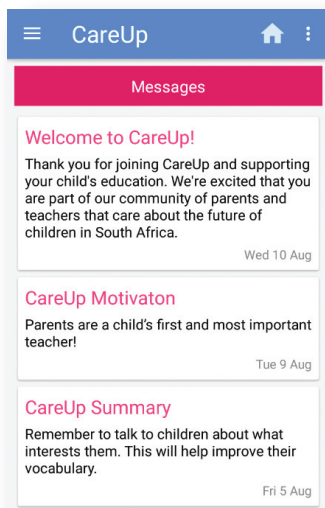 CareUp
Messages
Welcome to CareUp!
Thank you for joining CareUp and supporting
your child's education. We're excited that you
are part of our community of parents and
teachers that care about the future of
children in South Africa.
Wed 10 Aug
CareUp Motivaton
Parents are a child’s first and most important
teacher!
Tue 9 Aug
CareUp Summary
Remember to talk to children about what
interests them. This will help improve their
vocabulary.
Fri 5 Aug